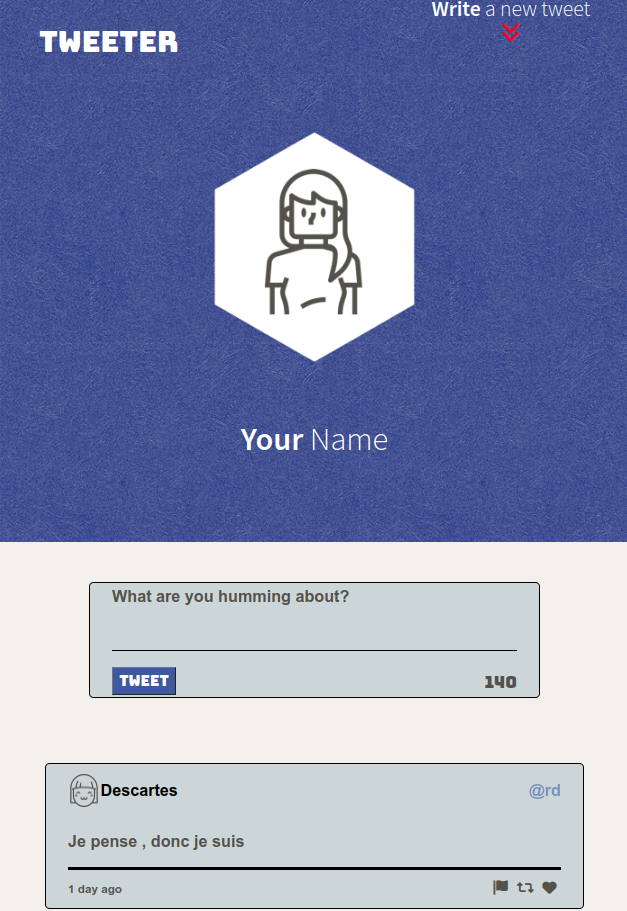 Write a new tweet
TWEETER
Your Name
What are you humming about?
TWEET
140
Descartes
@rd
Je pense , donc je suis
1 day ago